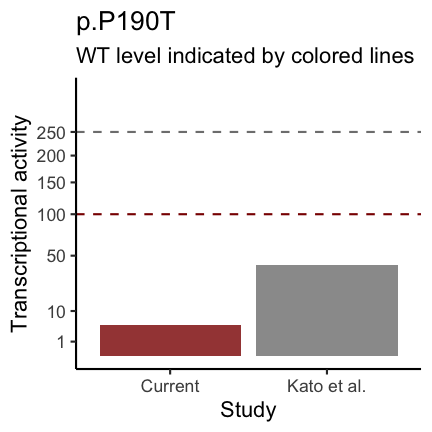 p.P190T
WT level indicated by colored lines
Transcriptional activity
250
200
150
100
50
10
1
Current
Kato et al.
Study